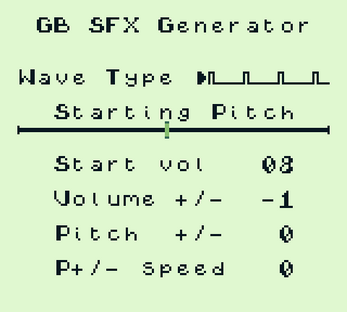 GB SFX Generator
Wave Type
Starting Pitch
Start vol 08
Volume +/- -1
Pitch +/- 0
P+/- Speed 0